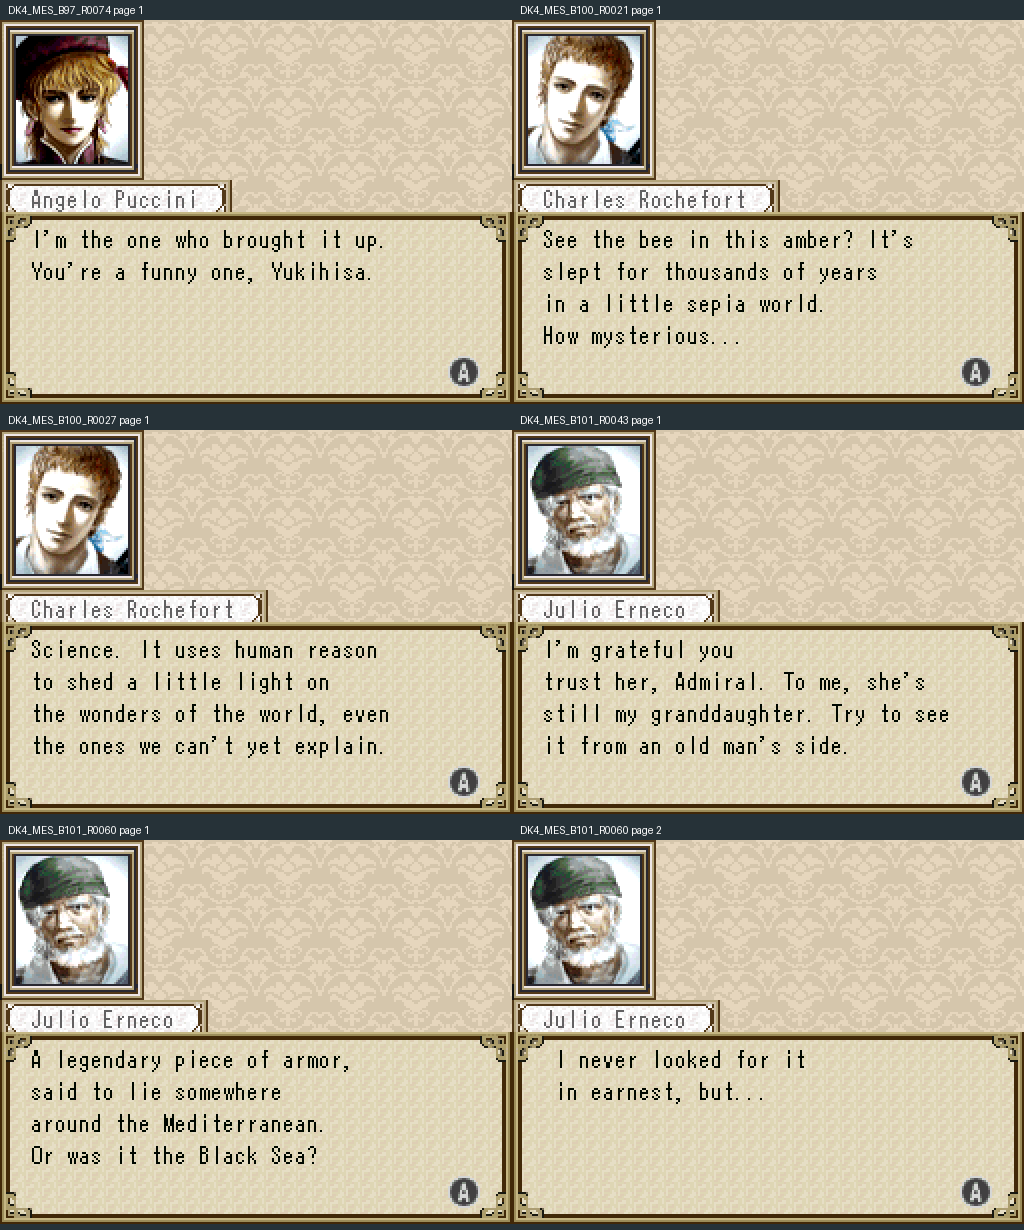 DK4_MES_B97_R0074 page 1
Angelo Puccini
I'm the one who brought it up.
You're a funny one, Yukihisa.
A
DK4_MES_B100_R0021 page 1
Charles Rochefort
See the bee in this amber? It's
slept for thousands of years
in a little sepia world.
How mysterious...
A
DK4_MES_B100_R0027 page 1
Charles Rochefort
Science. It uses human reason
to shed a little light on
the wonders of the world, even
the ones we can't yet explain.
A
DK4_MES_B101_R0043 page 1
Julio Erneco
I'm grateful you
trust her, Admiral. To me, she's
still my granddaughter. Try to see
it from an old man's side.
A
DK4_MES_B101_R0060 page 1
Julio Erneco
A legendary piece of armor,
said to lie somewhere
around the Mediterranean.
Or was it the Black Sea?
A
DK4_MES_B101_R0060 page 2
Julio Erneco
I never looked for it
in earnest, but...
A